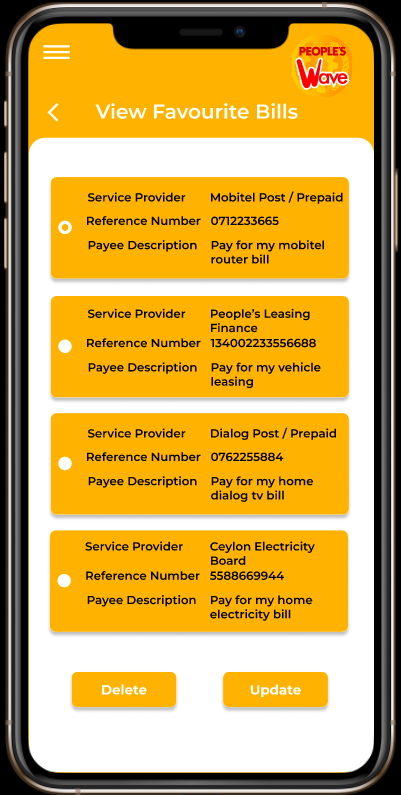 PEOPLE'S
Wave
View Favourite Bills
Service Provider Mobitel Post / Prepaid
Reference Number 0712233665
Payee Description Pay for my mobitel
router bill
Service Provider People's Leasing
Finance
Reference Number 134002233556688
Payee Description Pay for my vehicle
leasing
Service Provider Dialog Post / Prepaid
Reference Number 0762255884
Payee Description Pay for my home
dialog tv bill
Service Provider Ceylon Electricity
Board
Reference Number 5588669944
Payee Description Pay for my home
electricity bill
Delete Update